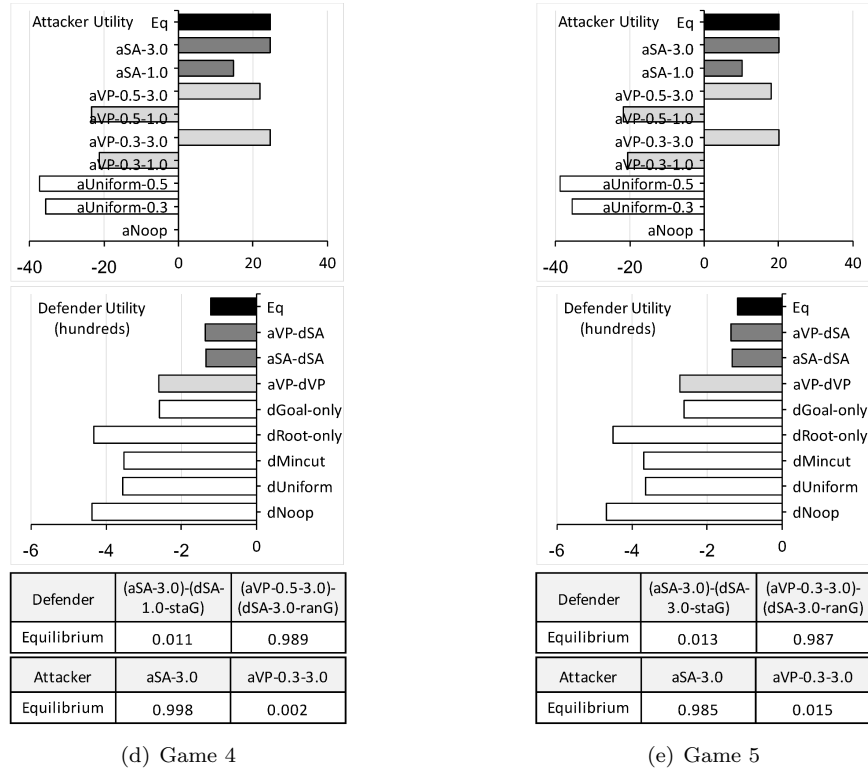 Attacker Utility
Eq
aSA-3.0
aSA-1.0
aVP-0.5-3.0
aVP-0.5-1.0
aVP-0.3-3.0
aVP-0.3-1.0
aUniform-0.5
aUniform-0.3
aNoop
-40 -20 0 20 40
Defender Utility
(hundreds)
Eq
aVP-dSA
aSA-dSA
aVP-dVP
dGoal-only
dRoot-only
dMincut
dUniform
dNoop
-6 -4 -2 0
Defender (aSA-3.0)-(dSA-1.0-staG) (aVP-0.5-3.0)-(dSA-3.0-ranG)
Equilibrium 0.011 0.989
Attacker aSA-3.0 aVP-0.3-3.0
Equilibrium 0.998 0.002
(d) Game 4
Attacker Utility
Eq
aSA-3.0
aSA-1.0
aVP-0.5-3.0
aVP-0.5-1.0
aVP-0.3-3.0
aVP-0.3-1.0
aUniform-0.5
aUniform-0.3
aNoop
-40 -20 0 20 40
Defender Utility
(hundreds)
Eq
aVP-dSA
aSA-dSA
aVP-dVP
dGoal-only
dRoot-only
dMincut
dUniform
dNoop
-6 -4 -2 0
Defender (aSA-3.0)-(dSA-3.0-staG) (aVP-0.3-3.0)-(dSA-3.0-ranG)
Equilibrium 0.013 0.987
Attacker aSA-3.0 aVP-0.3-3.0
Equilibrium 0.985 0.015
(e) Game 5